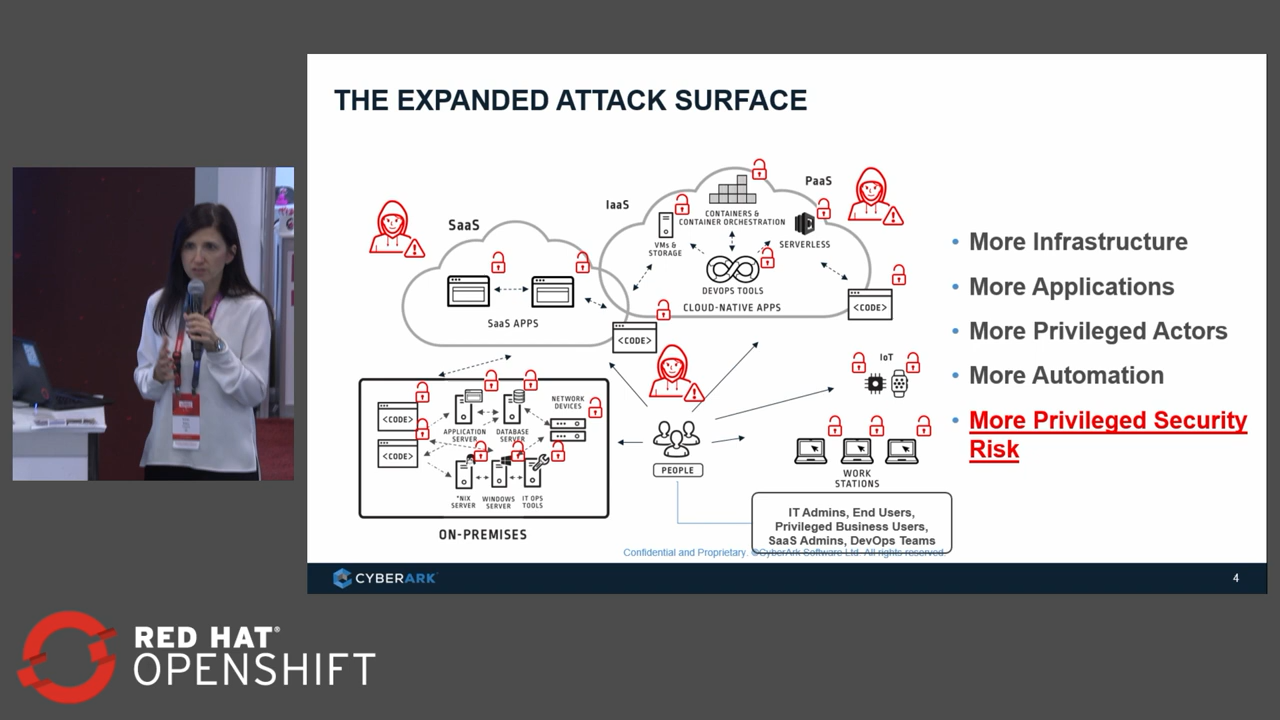 THE EXPANDED ATTACK SURFACE
SaaS
IaaS
PaaS
CONTAINERS &
CONTAINER ORCHESTRATION
VMs &
STORAGE
SERVERLESS
DEVOPS TOOLS
CLOUD-NATIVE APPS
SaaS APPS
<CODE>
<CODE>
<CODE>
<CODE>
APPLICATION
SERVER
DATABASE
SERVER
NETWORK
DEVICES
*NIX
SERVER
WINDOWS
SERVER
IT OPS
TOOLS
ON-PREMISES
PEOPLE
IoT
WORK
STATIONS
IT Admins, End Users,
Privileged Business Users,
SaaS Admins, DevOps Teams
• More Infrastructure
• More Applications
• More Privileged Actors
• More Automation
• More Privileged Security
Risk
Confidential and Proprietary. ©CyberArk Software Ltd. All rights reserved.
CYBERARK
4
RED HAT®
OPENSHIFT